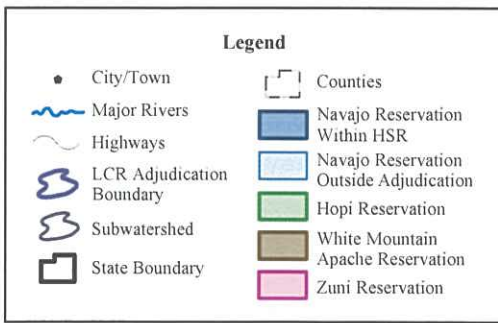 Legend
City/Town
Major Rivers
Highways
LCR Adjudication
Boundary
Subwatershed
State Boundary
Counties
Navajo Reservation
Within HSR
Navajo Reservation
Outside Adjudication
Hopi Reservation
White Mountain
Apache Reservation
Zuni Reservation